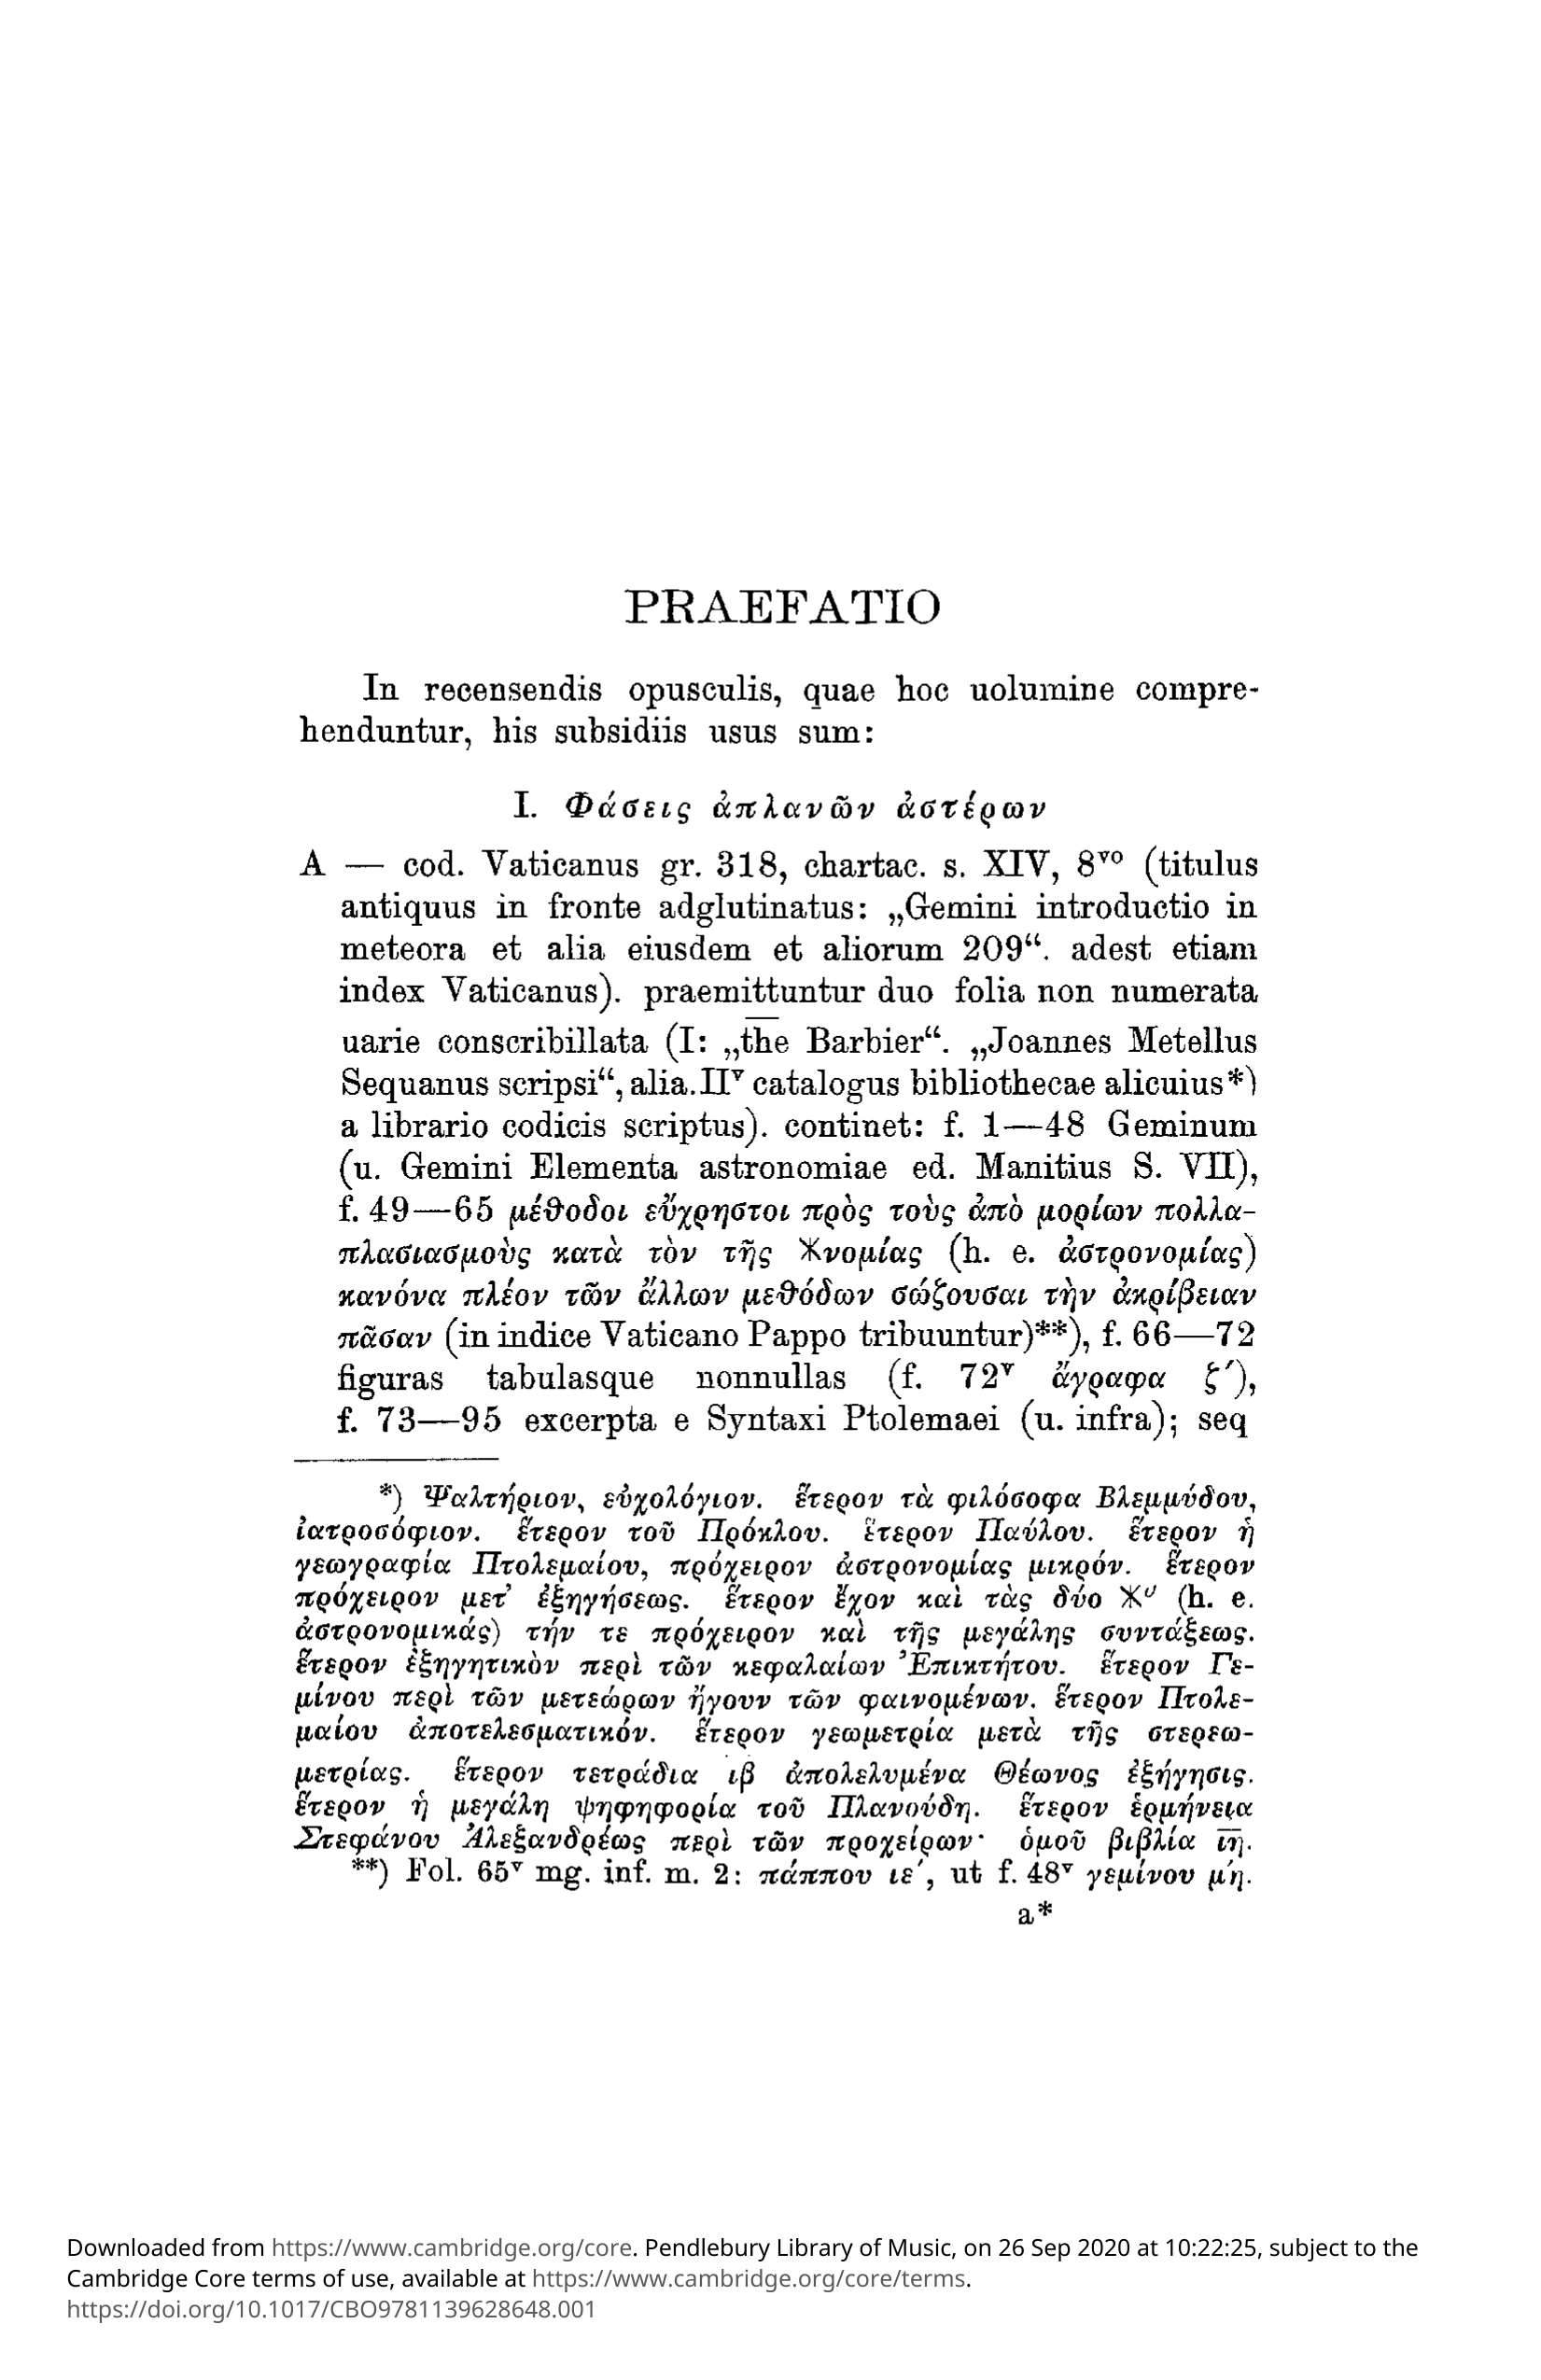 PRAEFATIO
In recensendis opusculis, quae hoc uolumine compre-
henduntur, his subsidiis usus sum:
I. Φάσεις ἀπλανῶν ἀστέρων
A — cod. Vaticanus gr. 318, chartac. s. XIV, 8ᵛᵒ (titulus
antiquus in fronte adglutinatus: „Gemini introductio in
meteora et alia eiusdem et aliorum 209“. adest etiam
index Vaticanus). praemittuntur duo folia non numerata
uarie conscribillata (I: „the Barbier“. „Joannes Metellus
Sequanus scripsi“, alia. IIᵛ catalogus bibliothecae alicuius*)
a librario codicis scriptus). continet: f. 1—48 Geminum
(u. Gemini Elementa astronomiae ed. Manitius S. VII),
f. 49—65 μέθοδοι εὔχρηστοι πρὸς τοὺς ἀπὸ μορίων πολλα-
πλασιασμοὺς κατὰ τὸν τῆς Ӿνομίας (h. e. ἀστρονομίας)
κανόνα πλέον τῶν ἄλλων μεθόδων σώζουσαι τὴν ἀκρίβειαν
πᾶσαν (in indice Vaticano Pappo tribuuntur)**), f. 66—72
figuras tabulasque nonnullas (f. 72ᵛ ἄγραφα ζ´),
f. 73—95 excerpta e Syntaxi Ptolemaei (u. infra); seq
*) Ψαλτήριον, εὐχολόγιον. ἕτερον τὰ φιλόσοφα Βλεμμύδου,
ἰατροσόφιον. ἕτερον τοῦ Πρόκλου. ἕτερον Παύλου. ἕτερον ἡ
γεωγραφία Πτολεμαίου, πρόχειρον ἀστρονομίας μικρόν. ἕτερον
πρόχειρον μετ’ ἐξηγήσεως. ἕτερον ἔχον καὶ τὰς δύο Ӿᵛ (h. e.
ἀστρονομικάς) τήν τε πρόχειρον καὶ τῆς μεγάλης συντάξεως.
ἕτερον ἐξηγητικὸν περὶ τῶν κεφαλαίων Ἐπικτήτου. ἕτερον Γε-
μίνου περὶ τῶν μετεώρων ἤγουν τῶν φαινομένων. ἕτερον Πτολε-
μαίου ἀποτελεσματικόν. ἕτερον γεωμετρία μετὰ τῆς στερεω-
μετρίας. ἕτερον τετράδια ιβ ἀπολελυμένα Θέωνος ἐξήγησις.
ἕτερον ἡ μεγάλη ψηφηφορία τοῦ Πλανούδη. ἕτερον ἑρμήνεια
Στεφάνου Ἀλεξανδρέως περὶ τῶν προχείρων· ὁμοῦ βιβλία ι̅η̅.
**) Fol. 65ᵛ mg. inf. m. 2: πάππου ιε´, ut f. 48ᵛ γεμίνου μ´η.
a*
Downloaded from https://www.cambridge.org/core. Pendlebury Library of Music, on 26 Sep 2020 at 10:22:25, subject to the
Cambridge Core terms of use, available at https://www.cambridge.org/core/terms.
https://doi.org/10.1017/CBO9781139628648.001